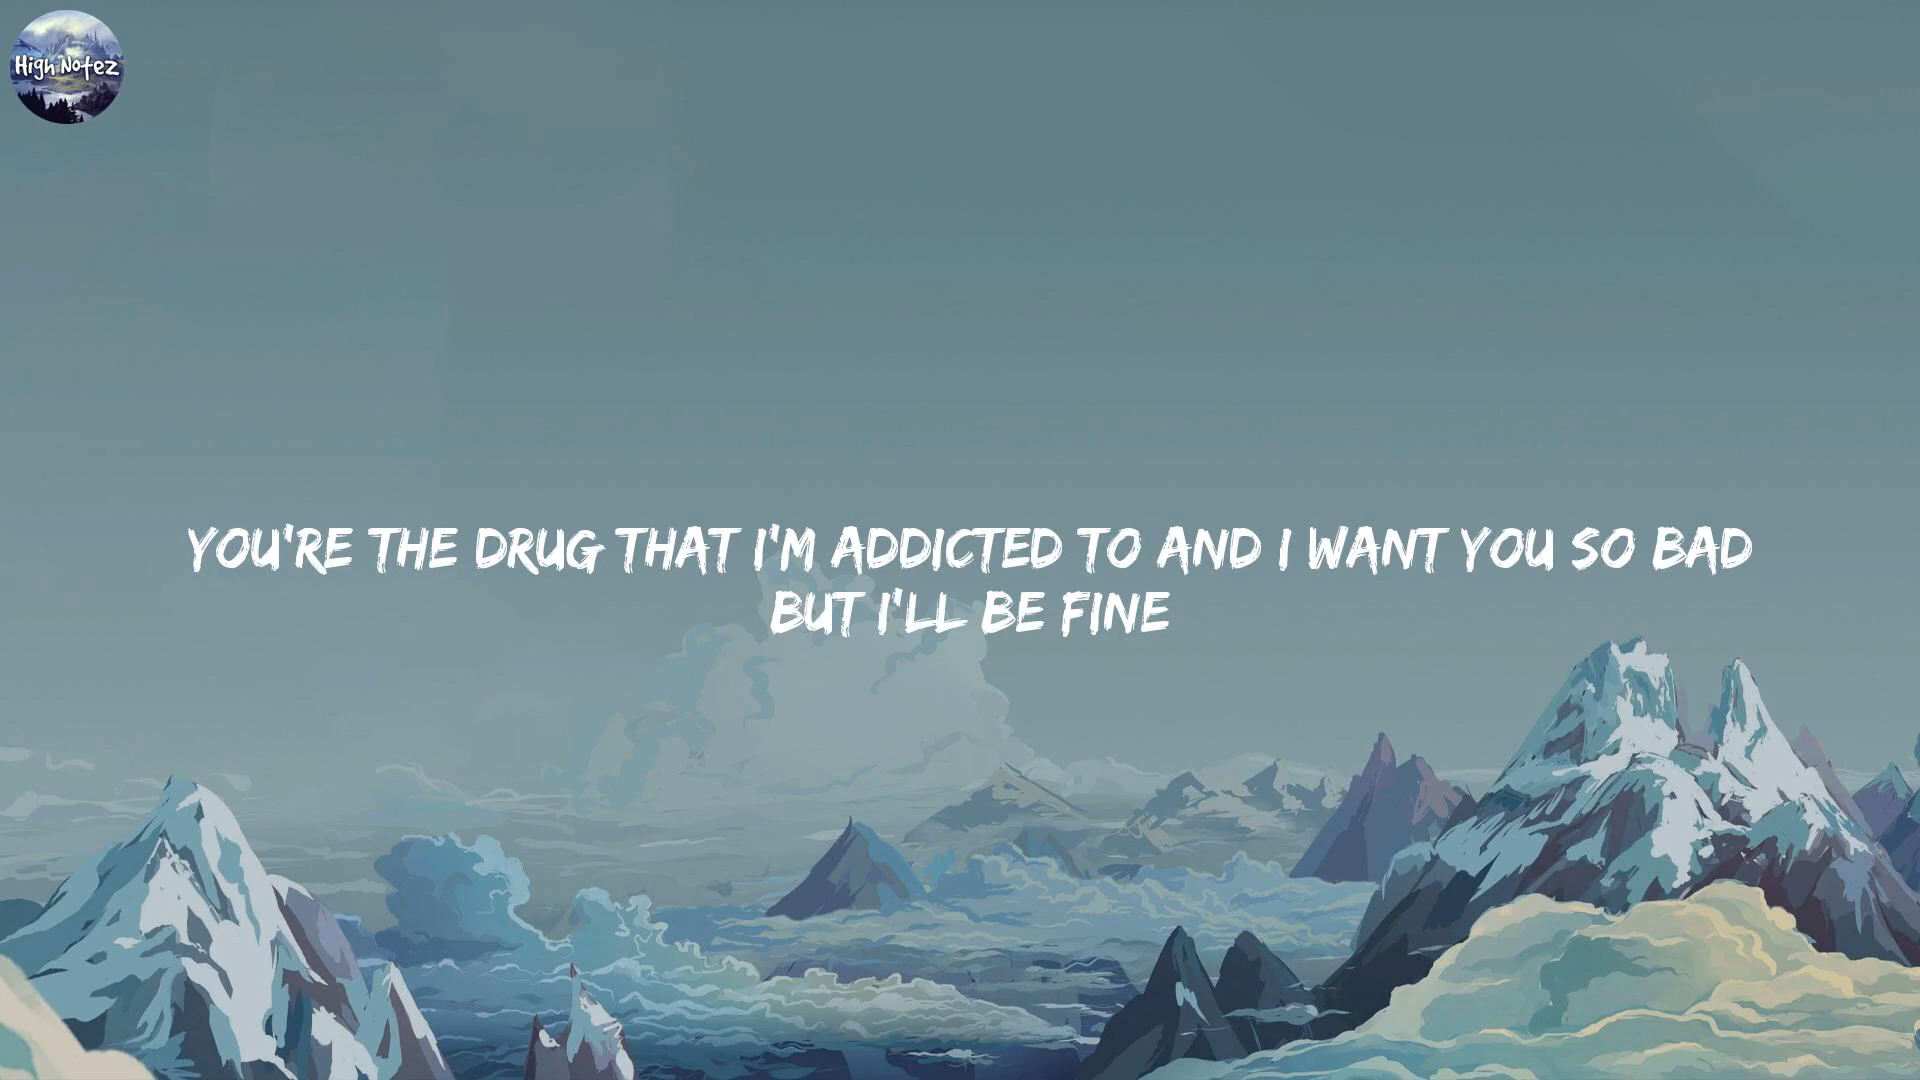 High Notez
YOU'RE THE DRUG THAT I'M ADDICTED TO AND I WANT YOU SO BAD
BUT I'LL BE FINE